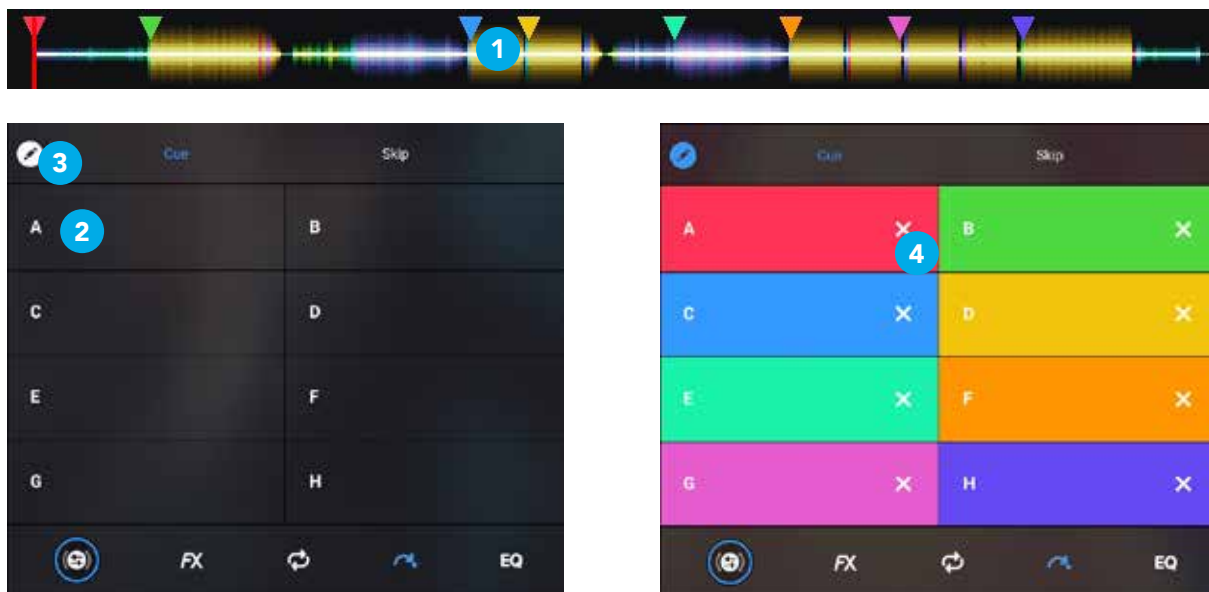 1
3 Cue Skip
A 2 B
C D
E F
G H
FX EQ
Cue Skip
A 4 B
C D
E F
G H
FX EQ